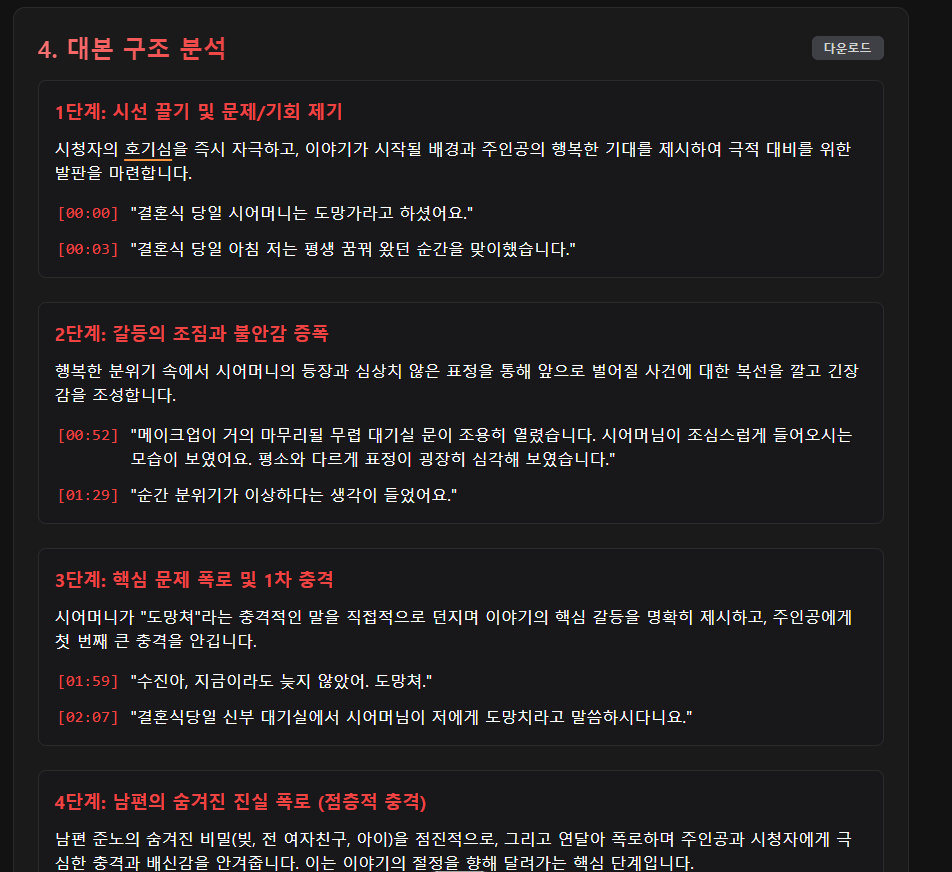 4. 대본 구조 분석
다운로드
1단계: 시선 끌기 및 문제/기회 제기
시청자의 호기심을 즉시 자극하고, 이야기가 시작될 배경과 주인공의 행복한 기대를 제시하여 극적 대비를 위한
발판을 마련합니다.
[00:00] "결혼식 당일 시어머니는 도망가라고 하셨어요."
[00:03] "결혼식 당일 아침 저는 평생 꿈꿔 왔던 순간을 맞이했습니다."
2단계: 갈등의 조짐과 불안감 증폭
행복한 분위기 속에서 시어머니의 등장과 심상치 않은 표정을 통해 앞으로 벌어질 사건에 대한 복선을 깔고 긴장
감을 조성합니다.
[00:52] "메이크업이 거의 마무리될 무렵 대기실 문이 조용히 열렸습니다. 시어머님이 조심스럽게 들어오시는
모습이 보였어요. 평소와 다르게 표정이 굉장히 심각해 보였습니다."
[01:29] "순간 분위기가 이상하다는 생각이 들었어요."
3단계: 핵심 문제 폭로 및 1차 충격
시어머니가 "도망쳐"라는 충격적인 말을 직접적으로 던지며 이야기의 핵심 갈등을 명확히 제시하고, 주인공에게
첫 번째 큰 충격을 안깁니다.
[01:59] "수진아, 지금이라도 늦지 않았어. 도망쳐."
[02:07] "결혼식당일 신부 대기실에서 시어머님이 저에게 도망치라고 말씀하시다니요."
4단계: 남편의 숨겨진 진실 폭로 (점층적 충격)
남편 준노의 숨겨진 비밀(빚, 전 여자친구, 아이)을 점진적으로, 그리고 연달아 폭로하며 주인공과 시청자에게 극
심한 충격과 배신감을 안겨줍니다. 이는 이야기의 절정을 향해 달려가는 핵심 단계입니다.